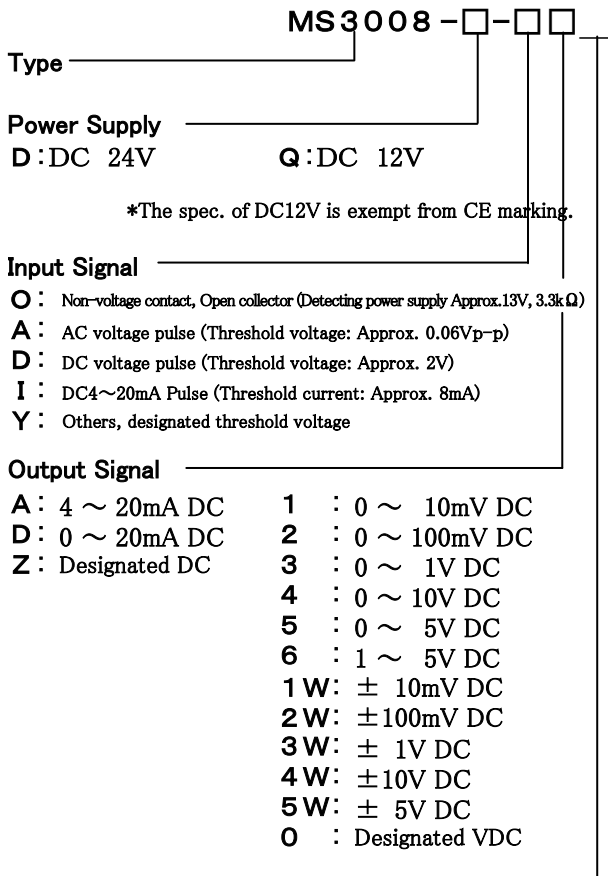 MS3008-□-□□
Type
Power Supply
D:DC 24V Q:DC 12V
*The spec. of DC12V is exempt from CE marking.
Input Signal
O: Non-voltage contact, Open collector (Detecting power supply Approx.13V, 3.3kΩ)
A: AC voltage pulse (Threshold voltage: Approx. 0.06Vp-p)
D: DC voltage pulse (Threshold voltage: Approx. 2V)
I: DC4～20mA Pulse (Threshold current: Approx. 8mA)
Y: Others, designated threshold voltage
Output Signal
A: 4 ～ 20mA DC 1 : 0 ～ 10mV DC
D: 0 ～ 20mA DC 2 : 0 ～ 100mV DC
Z: Designated DC 3 : 0 ～ 1V DC
4 : 0 ～ 10V DC
5 : 0 ～ 5V DC
6 : 1 ～ 5V DC
1W: ± 10mV DC
2W: ±100mV DC
3W: ± 1V DC
4W: ±10V DC
5W: ± 5V DC
0 : Designated VDC